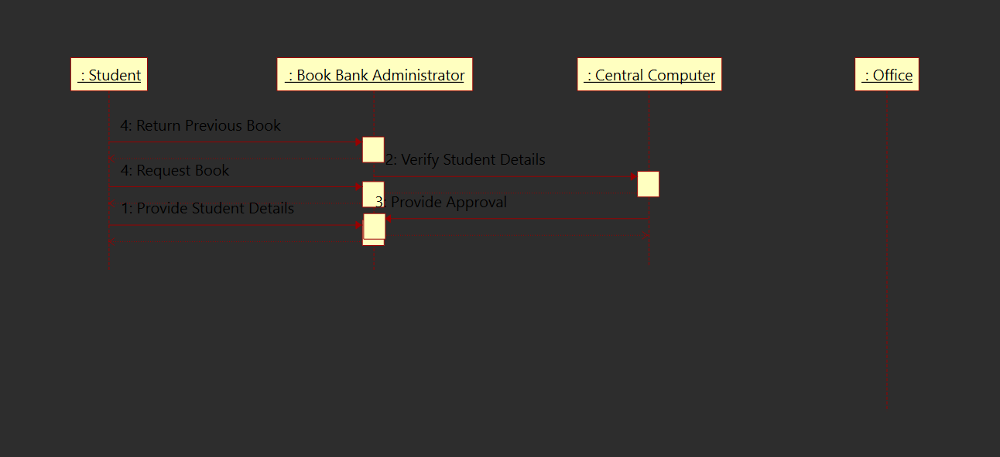 : Student
: Book Bank Administrator
: Central Computer
: Office
4: Return Previous Book
2: Verify Student Details
4: Request Book
3: Provide Approval
1: Provide Student Details